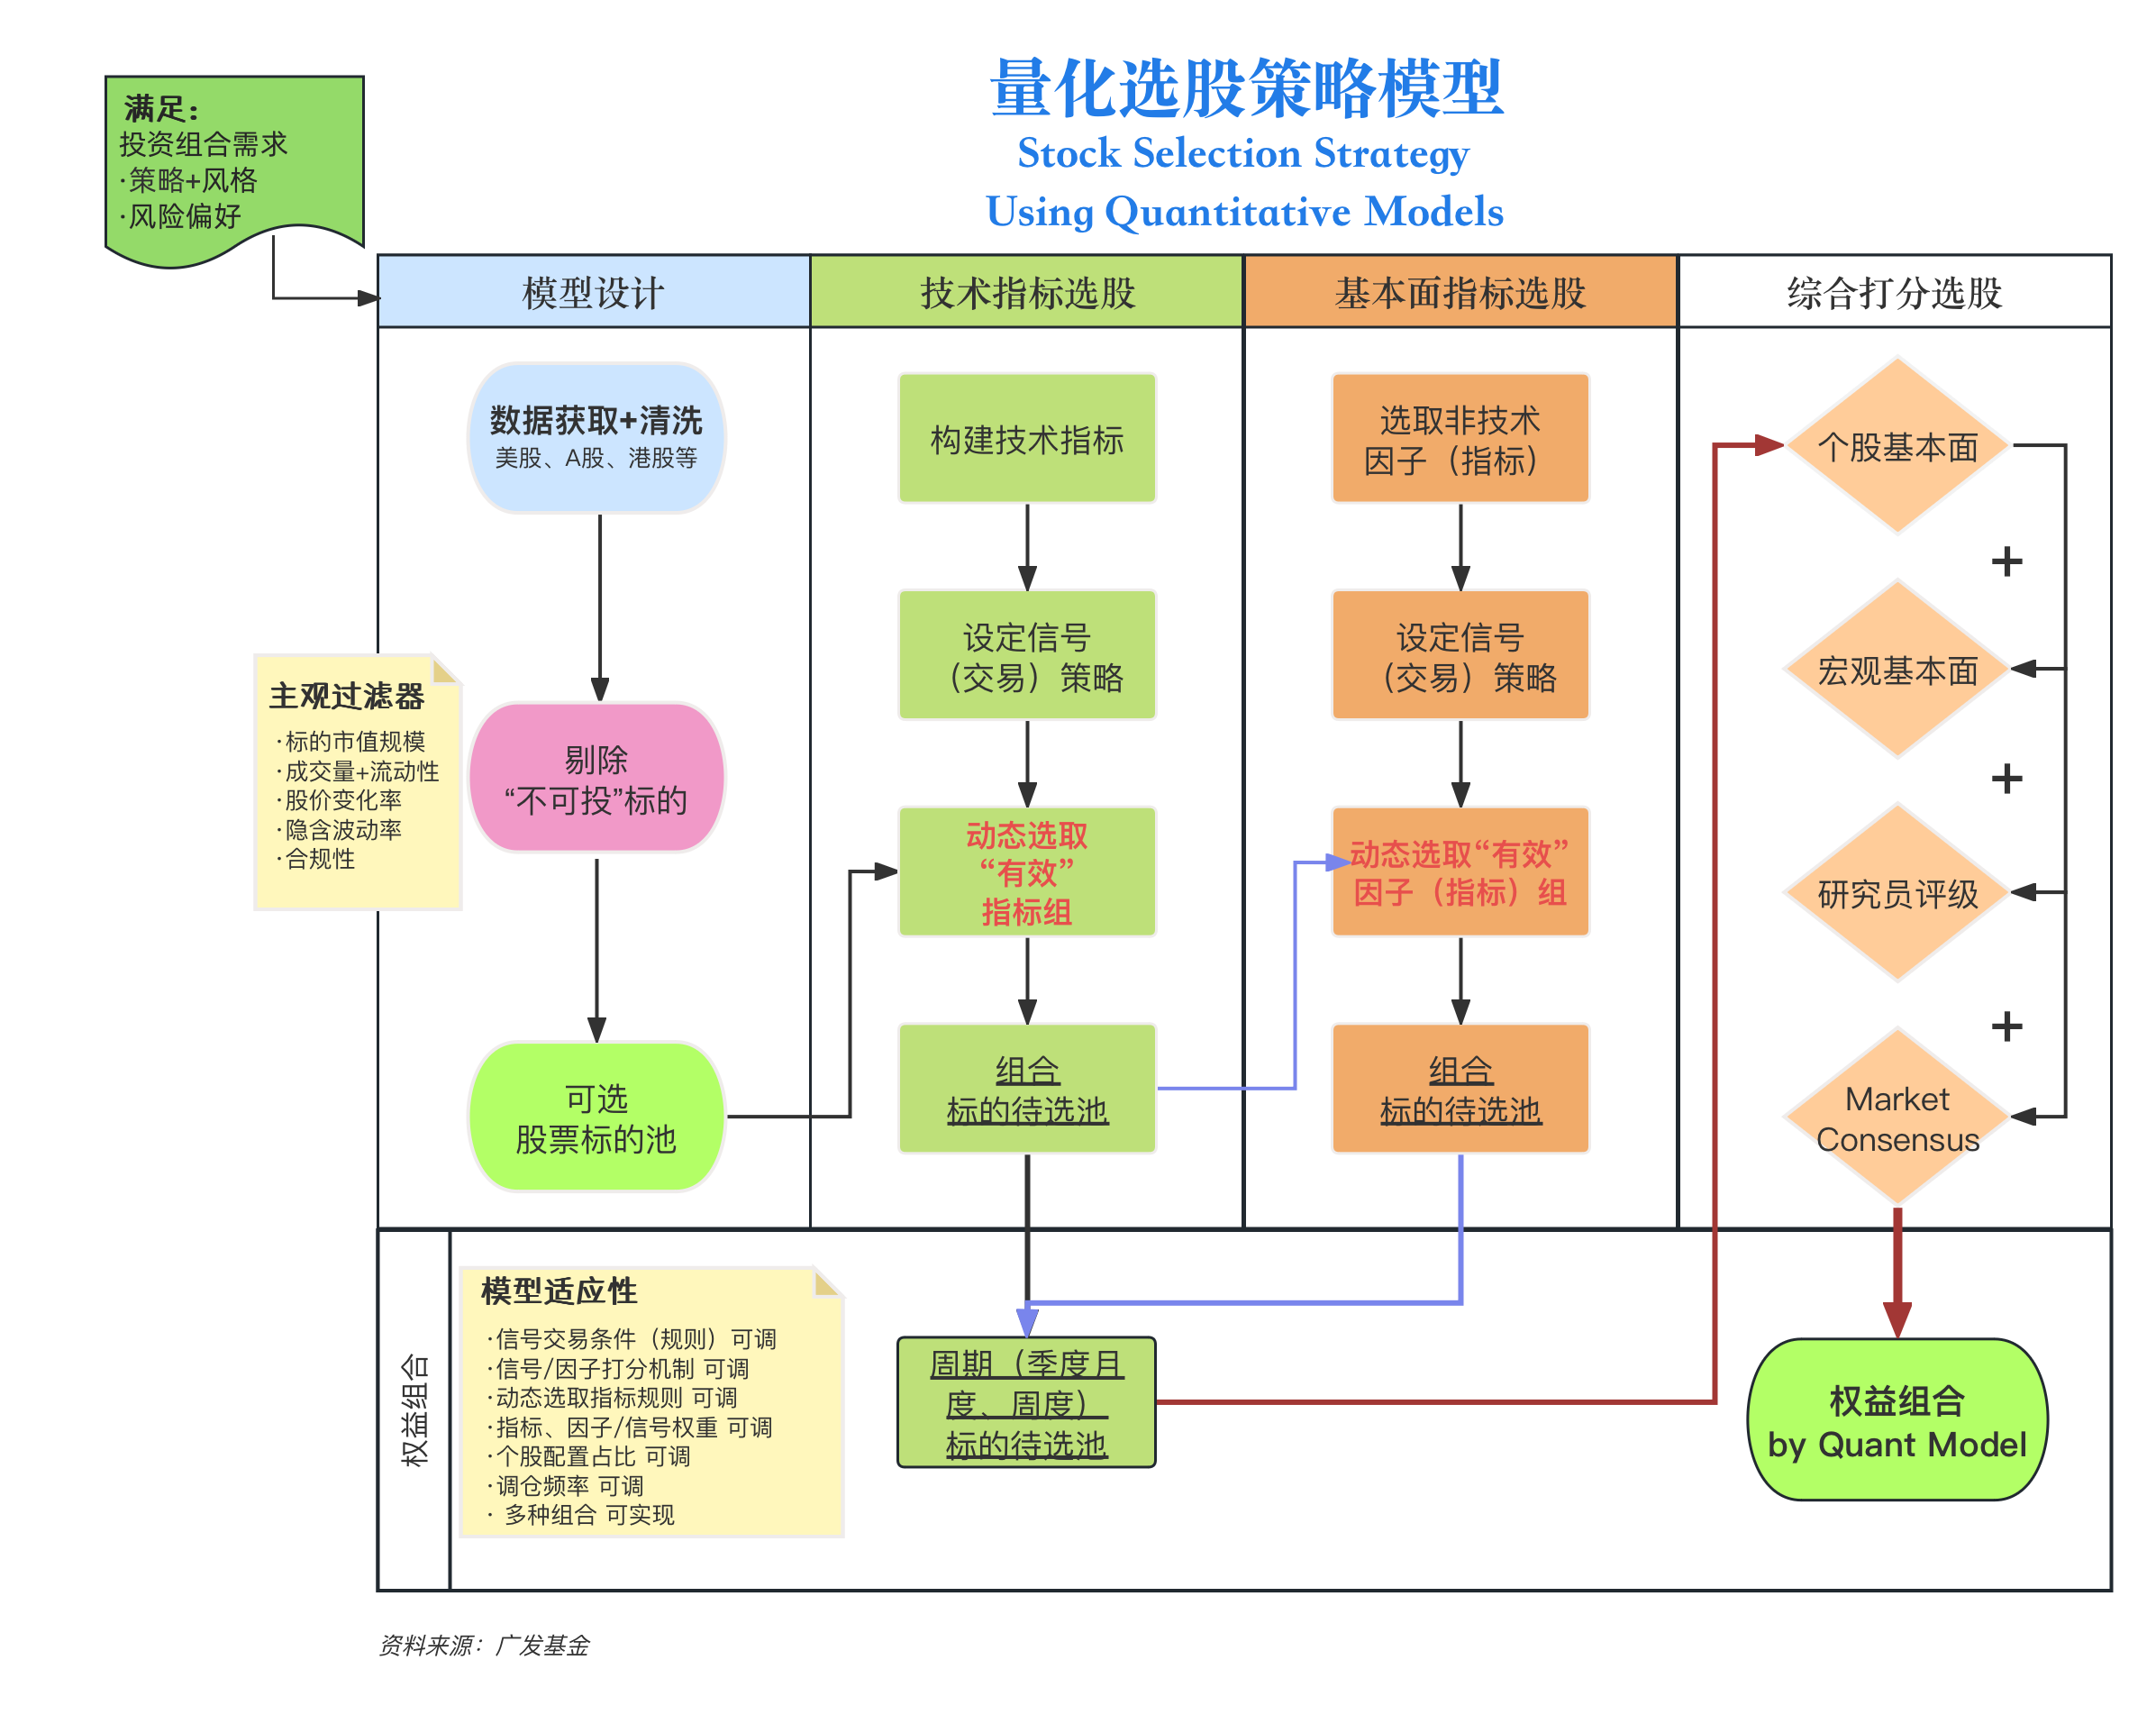 量化选股策略模型
Stock Selection Strategy
Using Quantitative Models
满足:
投资组合需求
·策略+风格
·风险偏好
模型设计
技术指标选股
基本面指标选股
综合打分选股
数据获取+清洗
美股、A股、港股等
剔除
“不可投”标的
可选
股票标的池
主观过滤器
·标的市值规模
·成交量+流动性
·股价变化率
·隐含波动率
·合规性
构建技术指标
设定信号
（交易）策略
动态选取
“有效”
指标组
组合
标的待选池
选取非技术
因子（指标）
设定信号
（交易）策略
动态选取“有效”
因子（指标）组
组合
标的待选池
个股基本面
+
宏观基本面
+
研究员评级
+
Market
Consensus
权益组合
模型适应性
·信号交易条件（规则）可调
·信号/因子打分机制 可调
·动态选取指标规则 可调
·指标、因子/信号权重 可调
·个股配置占比 可调
·调仓频率 可调
· 多种组合 可实现
周期（季度月
度、周度）
标的待选池
权益组合
by Quant Model
资料来源：广发基金